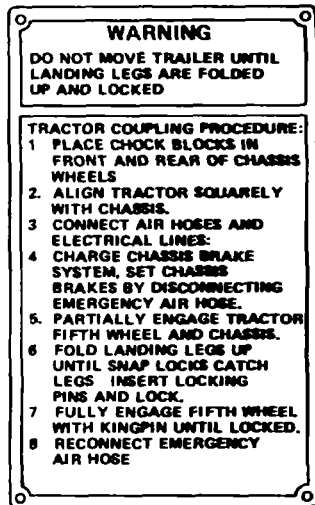 WARNING
DO NOT MOVE TRAILER UNTIL
LANDING LEGS ARE FOLDED
UP AND LOCKED
TRACTOR COUPLING PROCEDURE:
1 PLACE CHOCK BLOCKS IN
FRONT AND REAR OF CHASSIS
WHEELS
2. ALIGN TRACTOR SQUARELY
WITH CHASSIS.
3 CONNECT AIR HOSES AND
ELECTRICAL LINES:
4 CHARGE CHASSIS BRAKE
SYSTEM, SET CHASSIS
BRAKES BY DISCONNECTING
EMERGENCY AIR HOSE.
5. PARTIALLY ENGAGE TRACTOR
FIFTH WHEEL AND CHASSIS.
6 FOLD LANDING LEGS UP
UNTIL SNAP LOCKS CATCH
LEGS INSERT LOCKING
PINS AND LOCK.
7 FULLY ENGAGE FIFTH WHEEL
WITH KINGPIN UNTIL LOCKED.
8 RECONNECT EMERGENCY
AIR HOSE